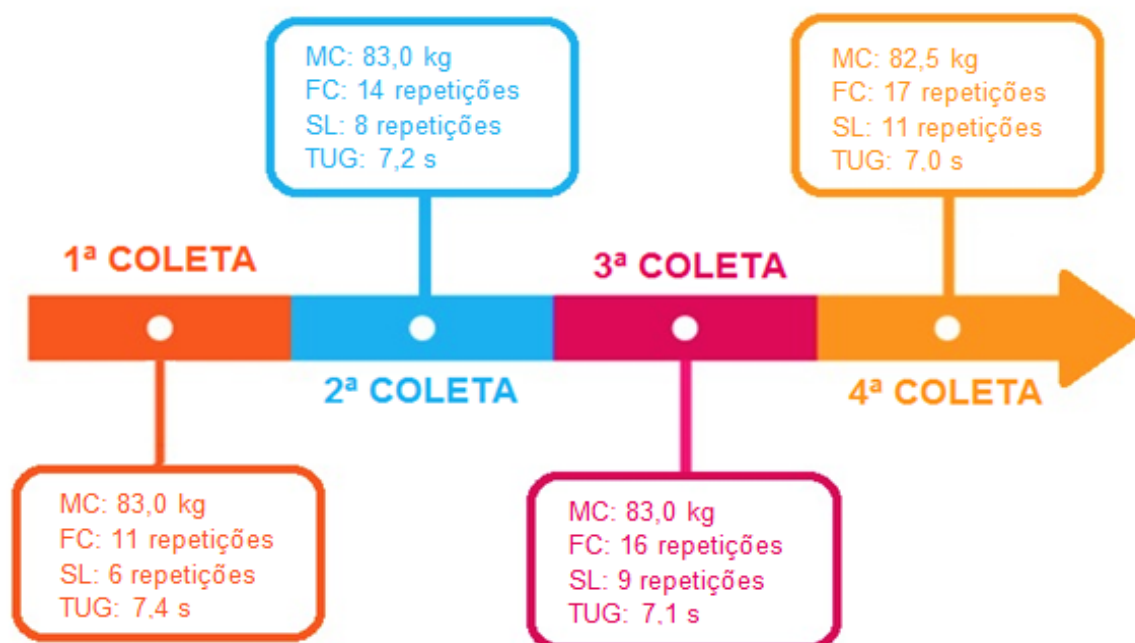 1ª COLETA
MC: 83,0 kg
FC: 11 repetições
SL: 6 repetições
TUG: 7,4 s
MC: 83,0 kg
FC: 14 repetições
SL: 8 repetições
TUG: 7,2 s
2ª COLETA
3ª COLETA
MC: 83,0 kg
FC: 16 repetições
SL: 9 repetições
TUG: 7,1 s
MC: 82,5 kg
FC: 17 repetições
SL: 11 repetições
TUG: 7,0 s
4ª COLETA